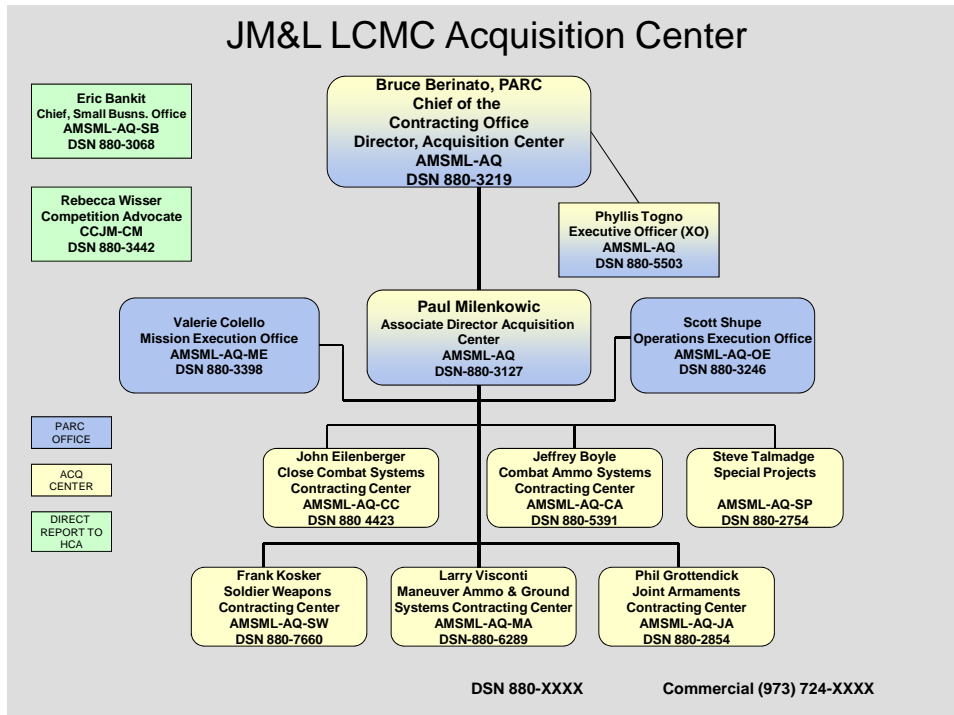 JM&L LCMC Acquisition Center
Eric Bankit
Chief, Small Busns. Office
AMSML-AQ-SB
DSN 880-3068
Bruce Berinato, PARC
Chief of the
Contracting Office
Director, Acquisition Center
AMSML-AQ
DSN 880-3219
Rebecca Wisser
Competition Advocate
CCJM-CM
DSN 880-3442
Phyllis Togno
Executive Officer (XO)
AMSML-AQ
DSN 880-5503
Valerie Colello
Mission Execution Office
AMSML-AQ-ME
DSN 880-3398
Paul Milenkowic
Associate Director Acquisition
Center
AMSML-AQ
DSN-880-3127
Scott Shupe
Operations Execution Office
AMSML-AQ-OE
DSN 880-3246
PARC
OFFICE
ACQ
CENTER
DIRECT
REPORT TO
HCA
John Eilenberger
Close Combat Systems
Contracting Center
AMSML-AQ-CC
DSN 880 4423
Jeffrey Boyle
Combat Ammo Systems
Contracting Center
AMSML-AQ-CA
DSN 880-5391
Steve Talmadge
Special Projects
AMSML-AQ-SP
DSN 880-2754
Frank Kosker
Soldier Weapons
Contracting Center
AMSML-AQ-SW
DSN 880-7660
Larry Visconti
Maneuver Ammo & Ground
Systems Contracting Center
AMSML-AQ-MA
DSN-880-6289
Phil Grottendick
Joint Armaments
Contracting Center
AMSML-AQ-JA
DSN 880-2854
DSN 880-XXXX
Commercial (973) 724-XXXX